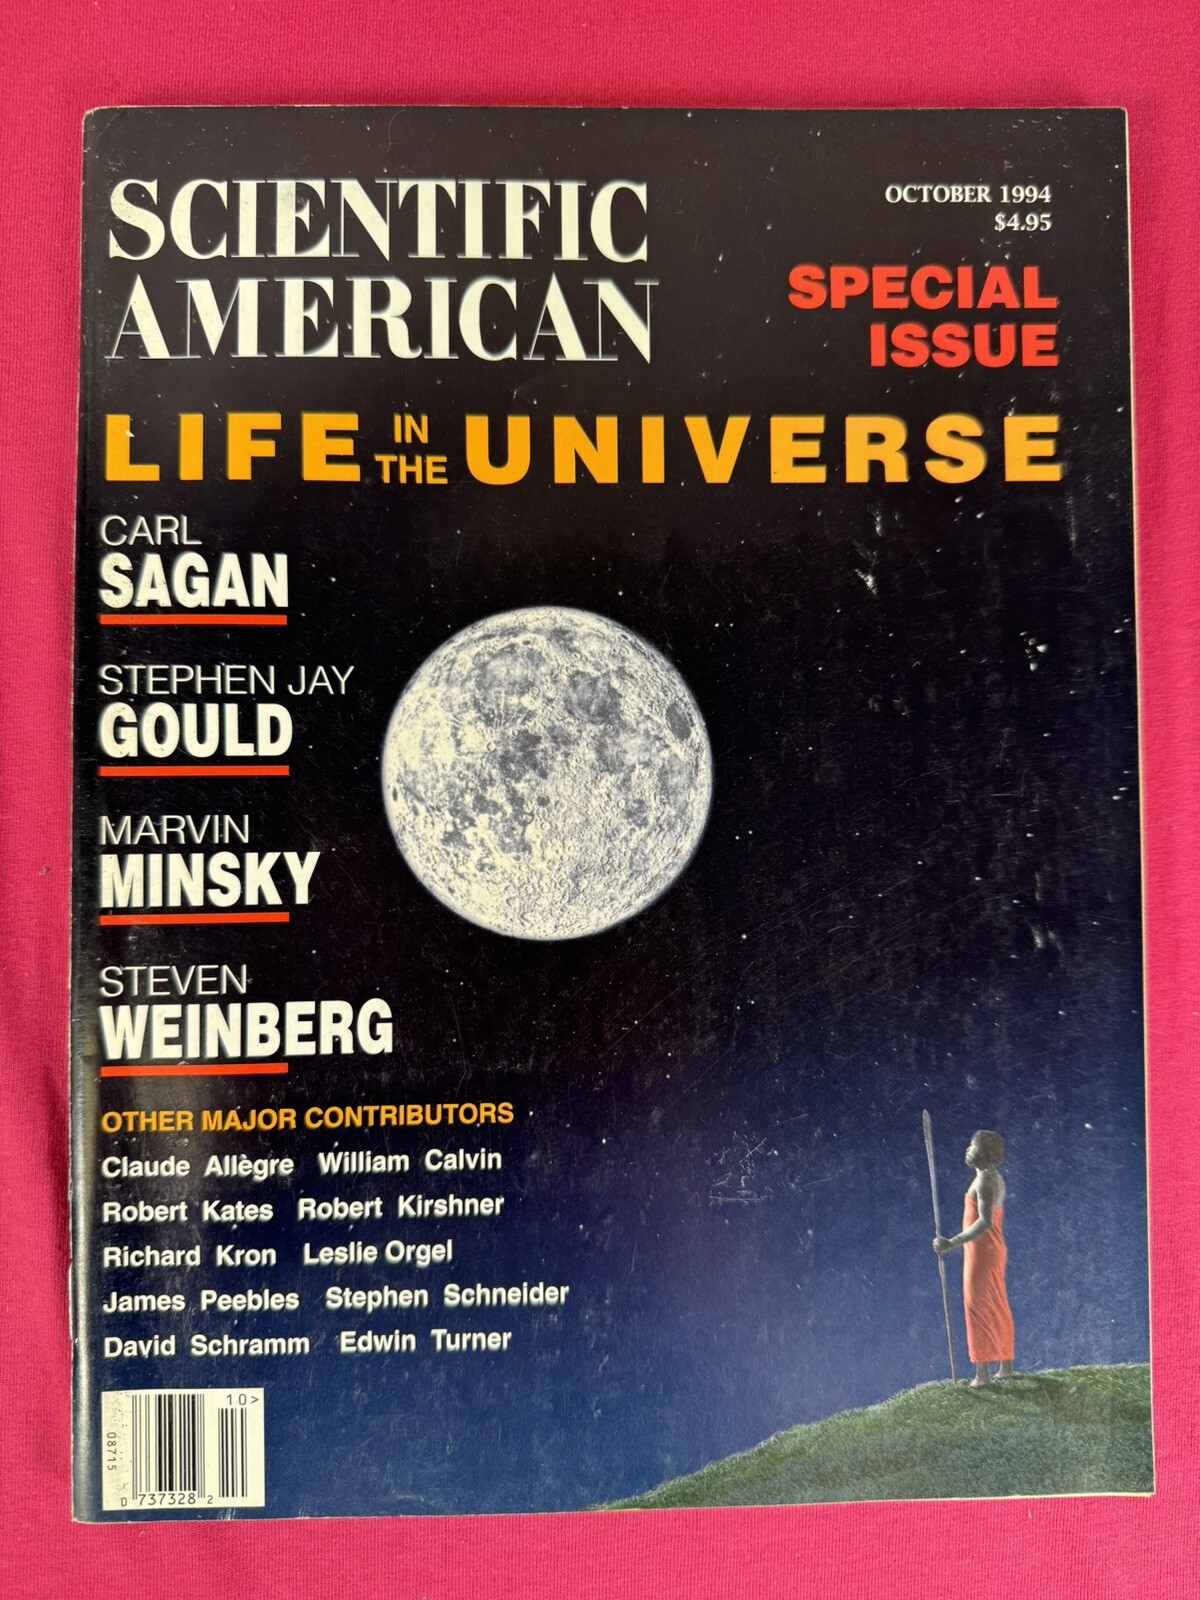 SCIENTIFIC
AMERICAN
OCTOBER 1994
$4.95
SPECIAL
ISSUE
LIFE IN THE UNIVERSE
CARL
SAGAN
STEPHEN JAY
GOULD
MARVIN
MINSKY
STEVEN
WEINBERG
OTHER MAJOR CONTRIBUTORS
Claude Allègre William Calvin
Robert Kates Robert Kirshner
Richard Kron Leslie Orgel
James Peebles Stephen Schneider
David Schramm Edwin Turner
10>
08715
0 737328 2